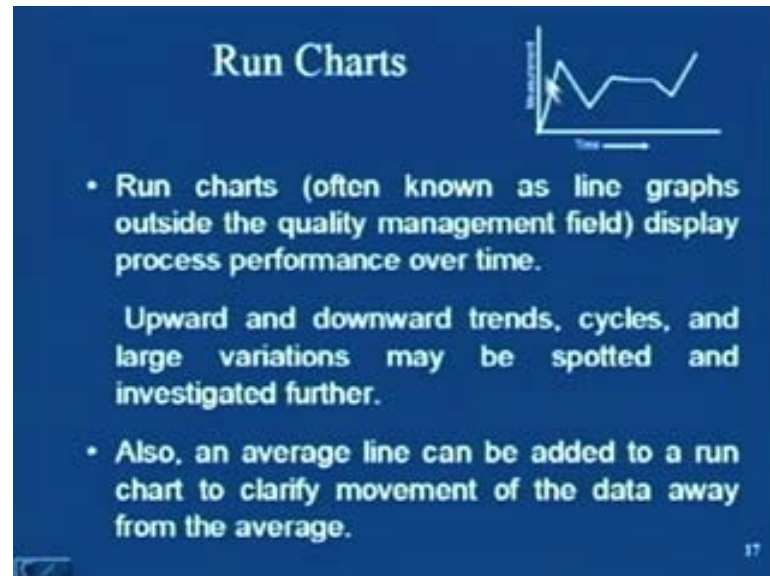 Run Charts
Measurement
Time
• Run charts (often known as line graphs
outside the quality management field) display
process performance over time.
Upward and downward trends, cycles, and
large variations may be spotted and
investigated further.
• Also, an average line can be added to a run
chart to clarify movement of the data away
from the average.
17